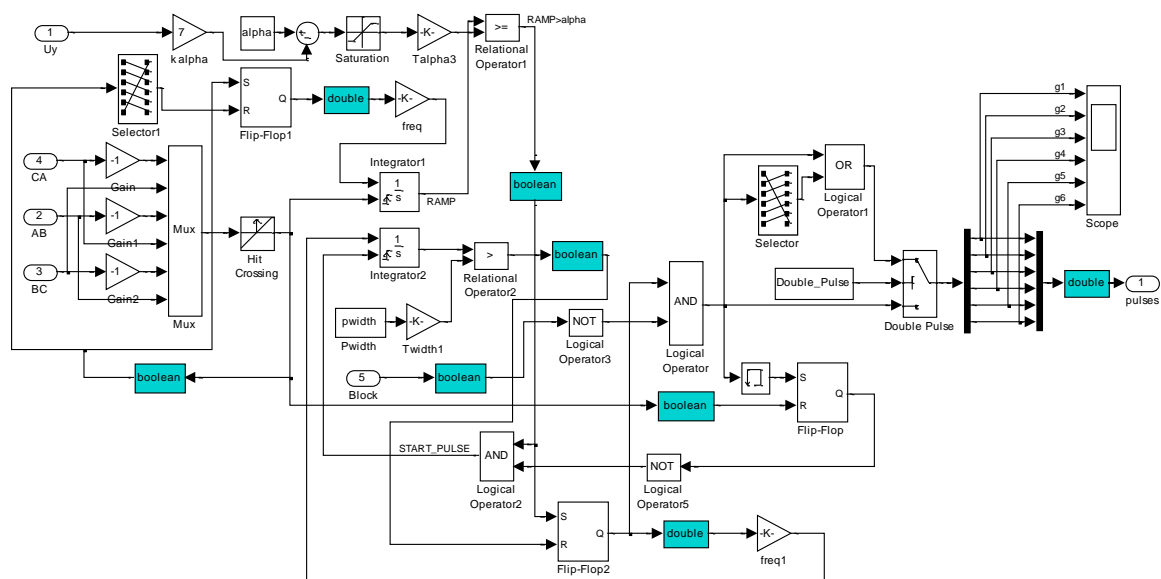 1
Uy
7
k alpha
alpha
Saturation
-K-
Talpha3
>=
Relational
Operator1
RAMP>alpha
Selector1
S
R
Q
Flip-Flop1
double
-K-
freq
4
CA
-1
Gain
2
AB
-1
Gain1
3
BC
-1
Gain2
Mux
Mux
Hit
Crossing
Integrator1
1
s
RAMP
1
s
Integrator2
>
Relational
Operator2
boolean
boolean
pwidth
Pwidth
-K-
Twidth1
5
Block
boolean
NOT
Logical
Operator3
AND
Logical
Operator
Selector
OR
Logical
Operator1
Double_Pulse
Double Pulse
g1
g2
g3
g4
g5
g6
Scope
double
1
pulses
boolean
boolean
S
R
Q
Flip-Flop
START_PULSE
AND
Logical
Operator2
NOT
Logical
Operator5
S
R
Q
Flip-Flop2
double
-K-
freq1